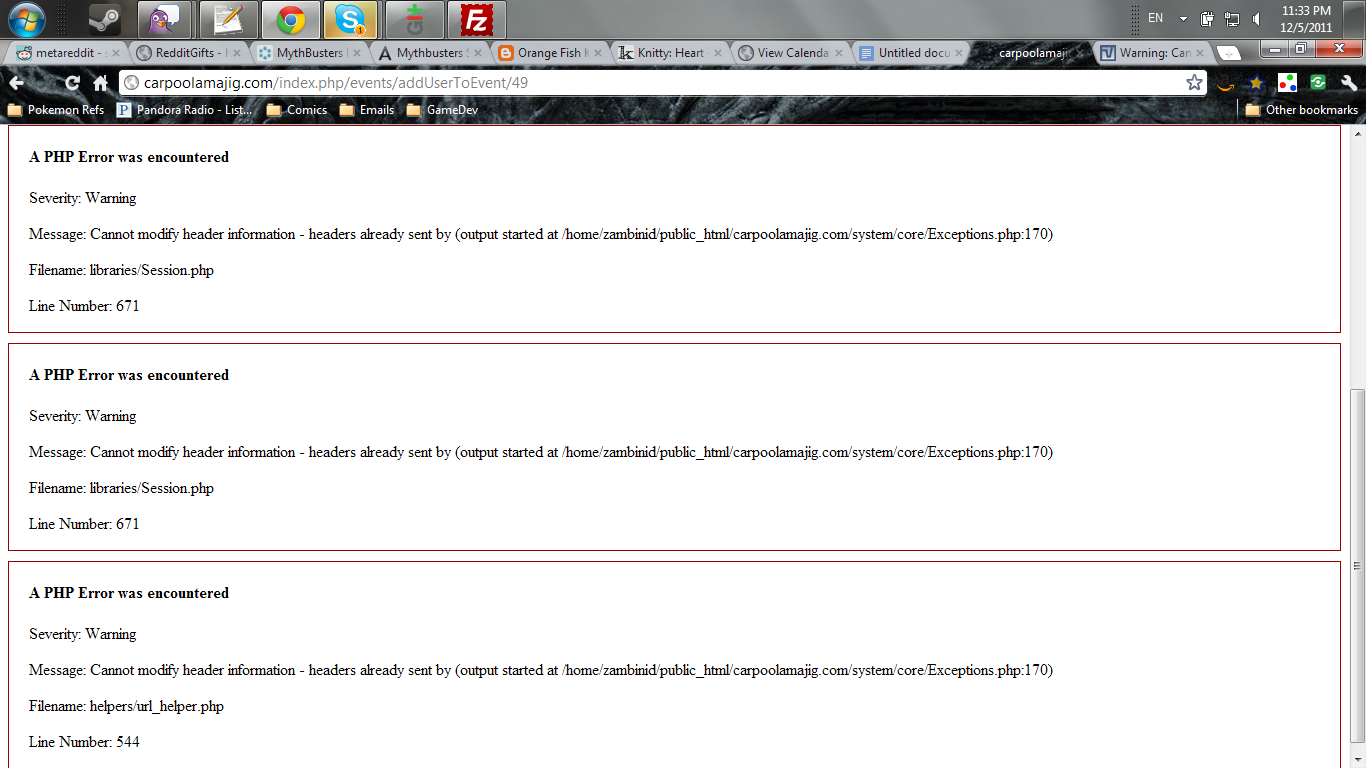 EN
11:33 PM
12/5/2011
metareddit -
RedditGifts -
MythBusters
Mythbusters
Orange Fish
Knitty: Heart
View Calenda
Untitled docu
carpoolamaji
Warning: Can
carpoolamajig.com/index.php/events/addUserToEvent/49
Pokemon Refs
Pandora Radio - List...
Comics
Emails
GameDev
Other bookmarks
A PHP Error was encountered
Severity: Warning
Message: Cannot modify header information - headers already sent by (output started at /home/zambinid/public_html/carpoolamajig.com/system/core/Exceptions.php:170)
Filename: libraries/Session.php
Line Number: 671
A PHP Error was encountered
Severity: Warning
Message: Cannot modify header information - headers already sent by (output started at /home/zambinid/public_html/carpoolamajig.com/system/core/Exceptions.php:170)
Filename: libraries/Session.php
Line Number: 671
A PHP Error was encountered
Severity: Warning
Message: Cannot modify header information - headers already sent by (output started at /home/zambinid/public_html/carpoolamajig.com/system/core/Exceptions.php:170)
Filename: helpers/url_helper.php
Line Number: 544